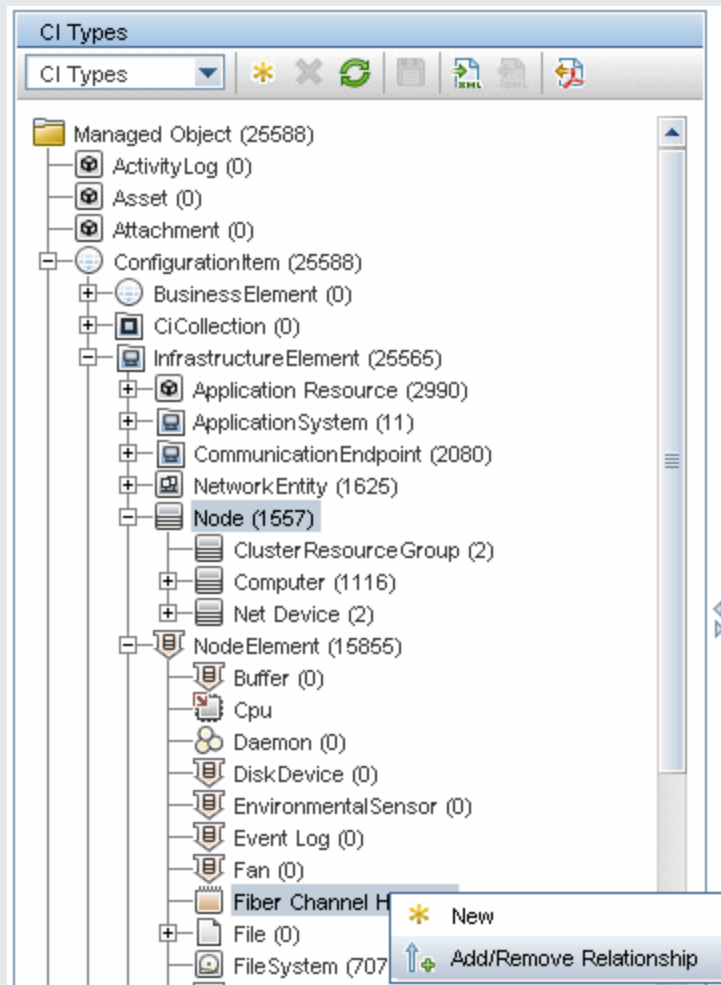 CI Types
CI Types
XML
Managed Object (25588)
ActivityLog (0)
Asset (0)
Attachment (0)
ConfigurationItem (25588)
BusinessElement (0)
CiCollection (0)
InfrastructureElement (25565)
Application Resource (2990)
ApplicationSystem (11)
CommunicationEndpoint (2080)
NetworkEntity (1625)
Node (1557)
ClusterResourceGroup (2)
Computer (1116)
Net Device (2)
NodeElement (15855)
Buffer (0)
Cpu
Daemon (0)
DiskDevice (0)
EnvironmentalSensor (0)
Event Log (0)
Fan (0)
Fiber Channel H
New
File (0)
FileSystem (707
Add/Remove Relationship